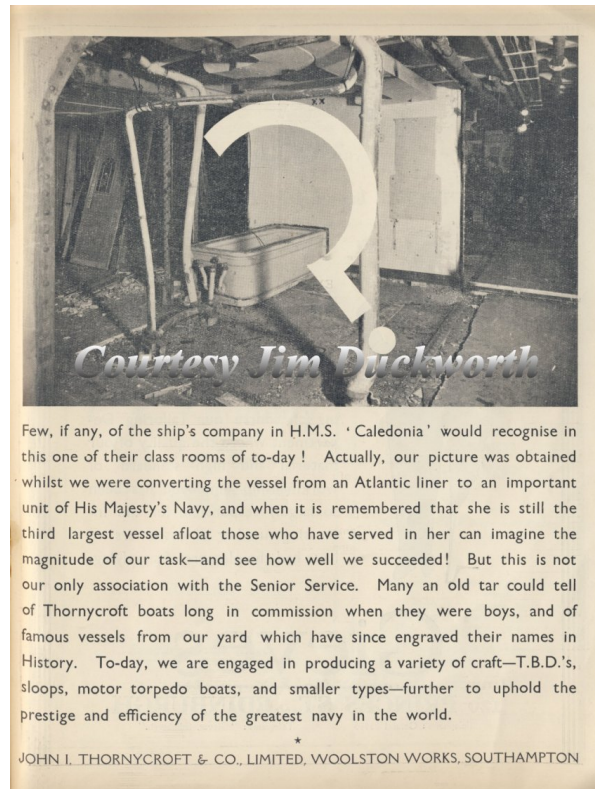 ?
xx
Courtesy Jim Duckworth
Few, if any, of the ship's company in H.M.S. ‘Caledonia’ would recognise in
this one of their class rooms of to-day ! Actually, our picture was obtained
whilst we were converting the vessel from an Atlantic liner to an important
unit of His Majesty's Navy, and when it is remembered that she is still the
third largest vessel afloat those who have served in her can imagine the
magnitude of our task—and see how well we succeeded! But this is not
our only association with the Senior Service. Many an old tar could tell
of Thornycroft boats long in commission when they were boys, and of
famous vessels from our yard which have since engraved their names in
History. To-day, we are engaged in producing a variety of craft—T.B.D.'s,
sloops, motor torpedo boats, and smaller types—further to uphold the
prestige and efficiency of the greatest navy in the world.
JOHN I. THORNYCROFT & CO., LIMITED, WOOLSTON WORKS, SOUTHAMPTON